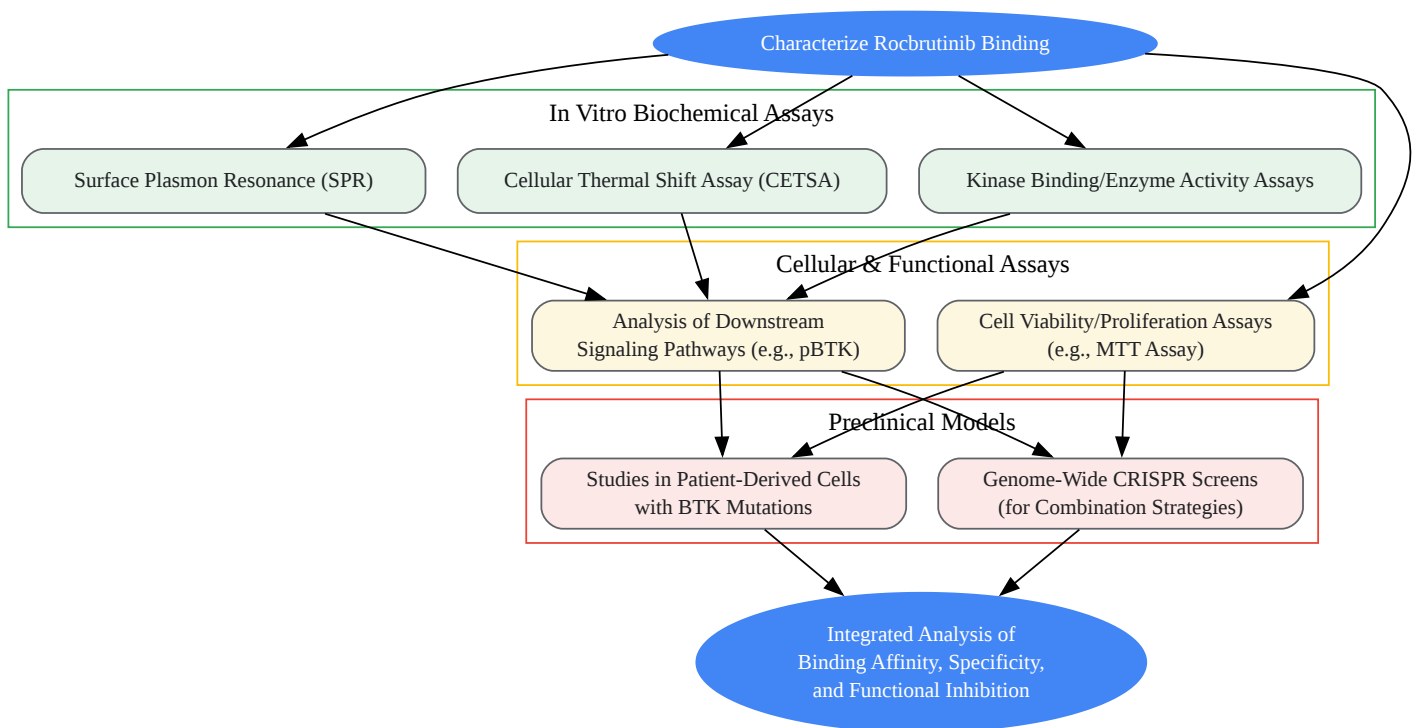 Characterize Rocbrutinib Binding
In Vitro Biochemical Assays
Surface Plasmon Resonance (SPR)
Cellular Thermal Shift Assay (CETSA)
Kinase Binding/Enzyme Activity Assays
Cellular & Functional Assays
Analysis of Downstream
Signaling Pathways (e.g., pBTK)
Cell Viability/Proliferation Assays
(e.g., MTT Assay)
Preclinical Models
Studies in Patient-Derived Cells
with BTK Mutations
Genome-Wide CRISPR Screens
(for Combination Strategies)
Integrated Analysis of
Binding Affinity, Specificity,
and Functional Inhibition